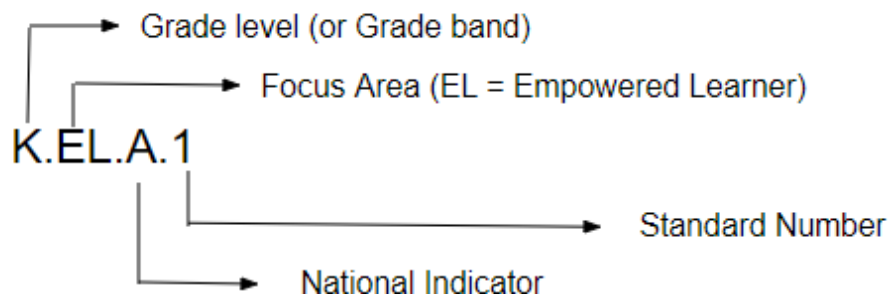 Grade level (or Grade band)
Focus Area (EL = Empowered Learner)
K.EL.A.1
Standard Number
National Indicator